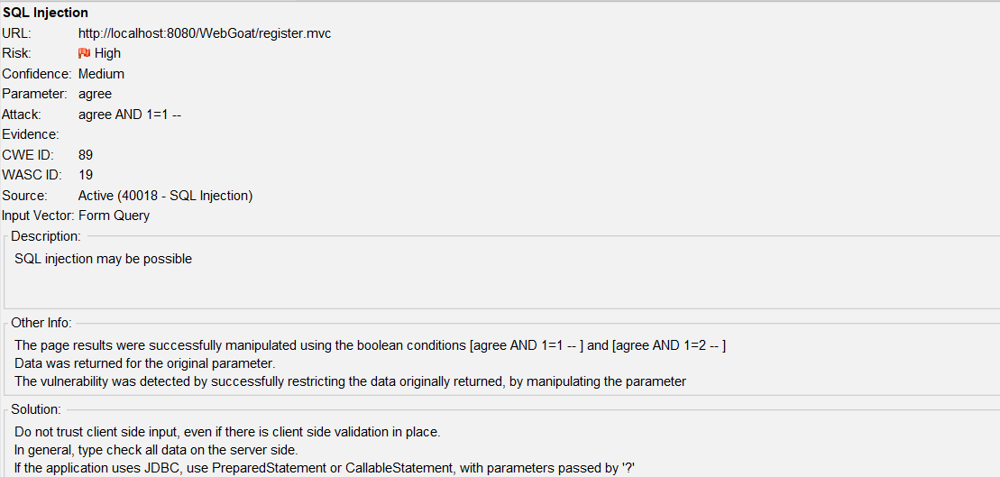 SQL Injection
URL: http://localhost:8080/WebGoat/register.mvc
Risk: High
Confidence: Medium
Parameter: agree
Attack: agree AND 1=1 --
Evidence:
CWE ID: 89
WASC ID: 19
Source: Active (40018 - SQL Injection)
Input Vector: Form Query
Description:
SQL injection may be possible
Other Info:
The page results were successfully manipulated using the boolean conditions [agree AND 1=1 -- ] and [agree AND 1=2 -- ]
Data was returned for the original parameter.
The vulnerability was detected by successfully restricting the data originally returned, by manipulating the parameter
Solution:
Do not trust client side input, even if there is client side validation in place.
In general, type check all data on the server side.
If the application uses JDBC, use PreparedStatement or CallableStatement, with parameters passed by '?'